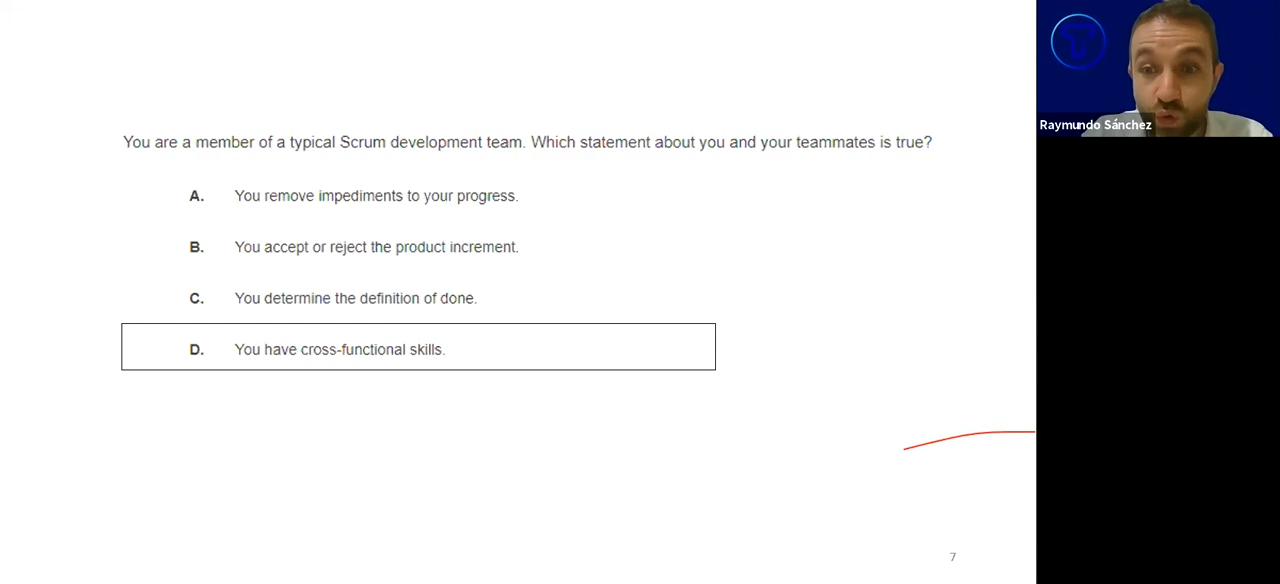 You are a member of a typical Scrum development team. Which statement about you and your teammates is true?
A. You remove impediments to your progress.
B. You accept or reject the product increment.
C. You determine the definition of done.
D. You have cross-functional skills.
7
Raymundo Sánchez